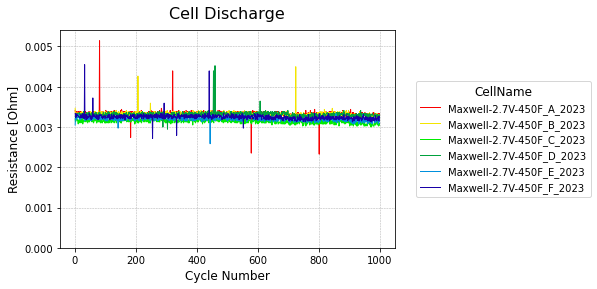 Cell Discharge
0.005
0.004
0.003
0.002
0.001
0.000
Resistance [Ohm]
0
200
400
600
800
1000
Cycle Number
CellName
Maxwell-2.7V-450F_A_2023
Maxwell-2.7V-450F_B_2023
Maxwell-2.7V-450F_C_2023
Maxwell-2.7V-450F_D_2023
Maxwell-2.7V-450F_E_2023
Maxwell-2.7V-450F_F_2023